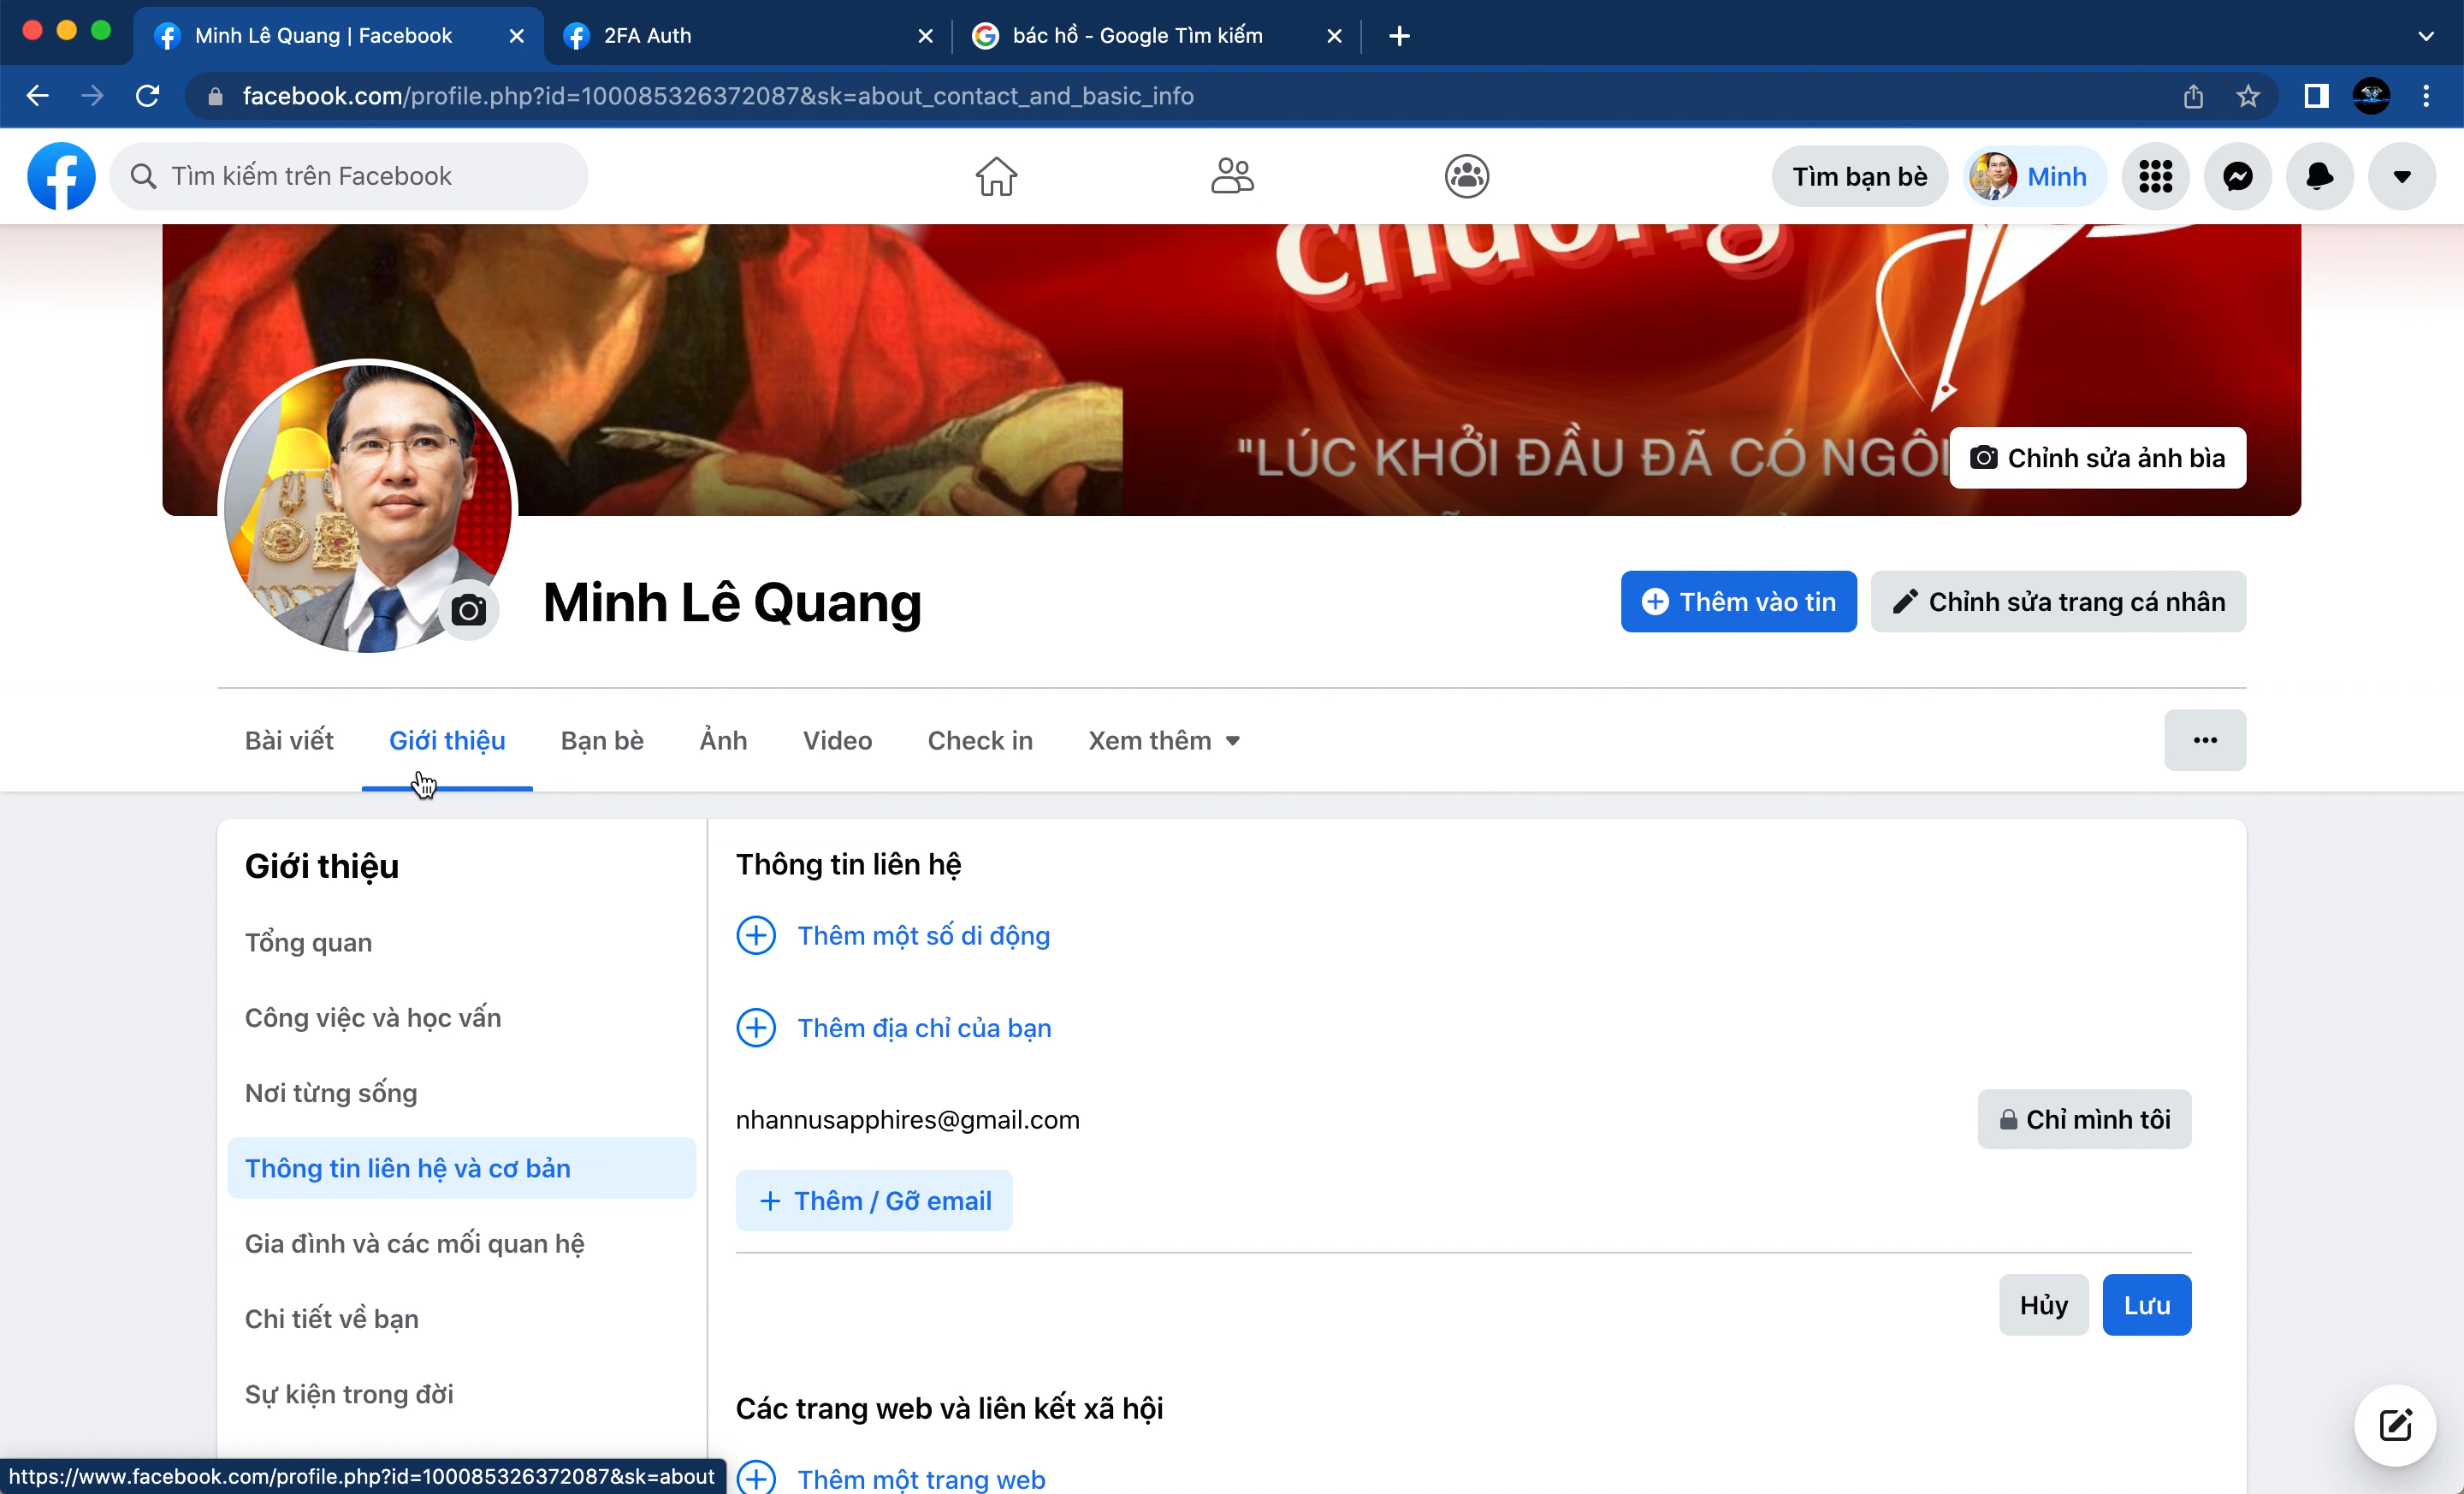 Minh Lê Quang | Facebook
2FA Auth
bác hồ - Google Tìm kiếm
facebook.com/profile.php?id=100085326372087&sk=about_contact_and_basic_info
Tìm kiếm trên Facebook
Tìm bạn bè
Minh
chương
"LÚC KHỞI ĐẦU ĐÃ CÓ NGÔI
Chỉnh sửa ảnh bìa
Minh Lê Quang
Thêm vào tin
Chỉnh sửa trang cá nhân
Bài viết
Giới thiệu
Bạn bè
Ảnh
Video
Check in
Xem thêm
Giới thiệu
Tổng quan
Công việc và học vấn
Nơi từng sống
Thông tin liên hệ và cơ bản
Gia đình và các mối quan hệ
Chi tiết về bạn
Sự kiện trong đời
Thông tin liên hệ
Thêm một số di động
Thêm địa chỉ của bạn
nhannusapphires@gmail.com
Chỉ mình tôi
+ Thêm / Gỡ email
Hủy
Lưu
Các trang web và liên kết xã hội
Thêm một trang web
https://www.facebook.com/profile.php?id=100085326372087&sk=about